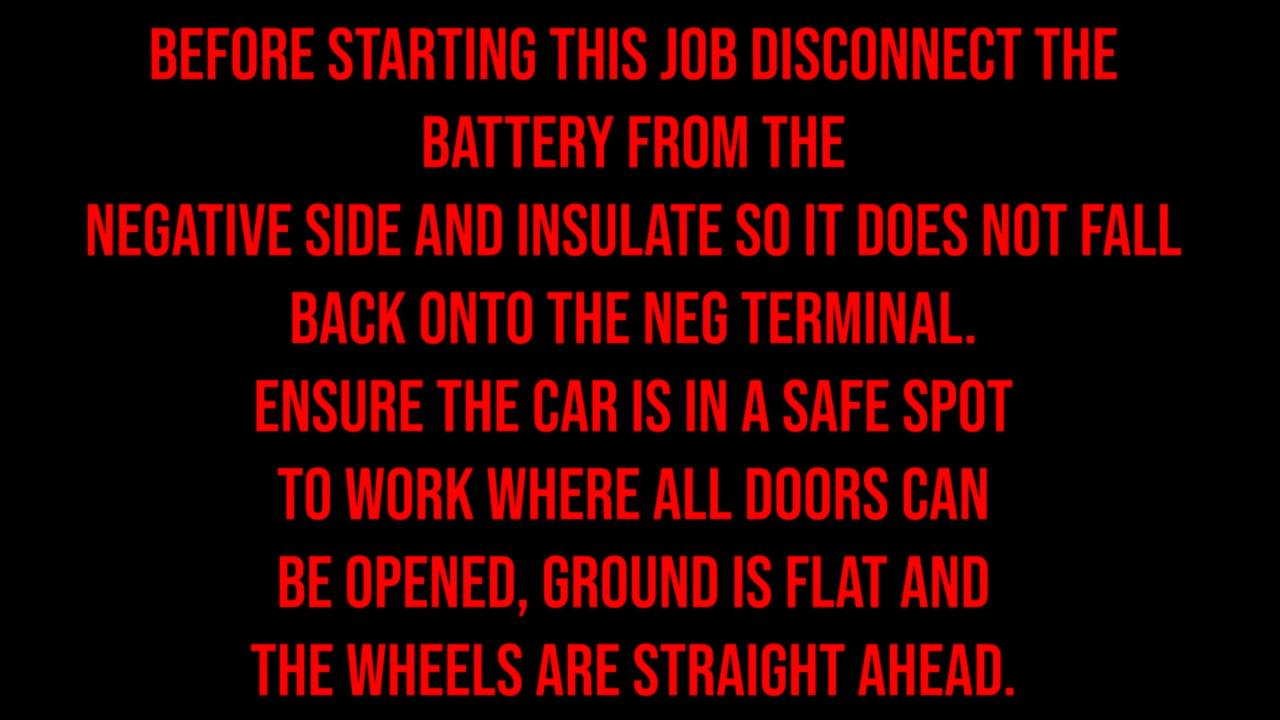 BEFORE STARTING THIS JOB DISCONNECT THE
BATTERY FROM THE
NEGATIVE SIDE AND INSULATE SO IT DOES NOT FALL
BACK ONTO THE NEG TERMINAL.
ENSURE THE CAR IS IN A SAFE SPOT
TO WORK WHERE ALL DOORS CAN
BE OPENED, GROUND IS FLAT AND
THE WHEELS ARE STRAIGHT AHEAD.